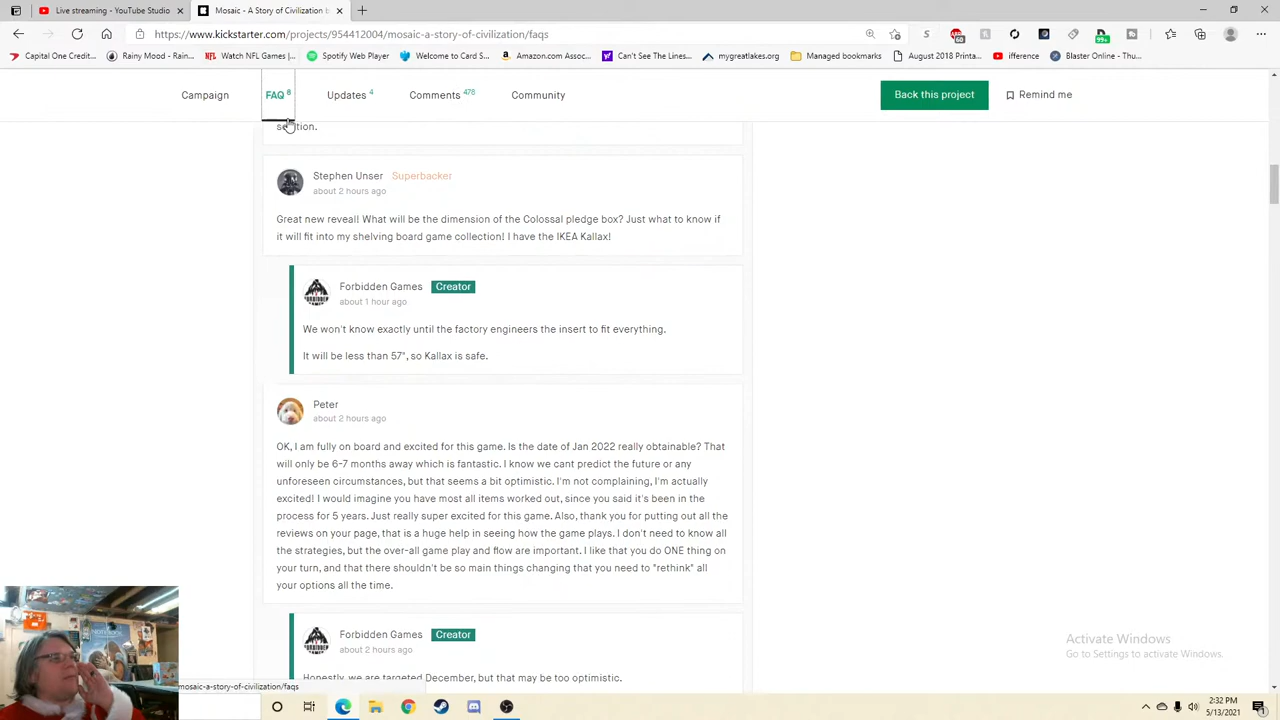 Live streaming - YouTube Studio
Mosaic - A Story of Civilization b
https://www.kickstarter.com/projects/954412004/mosaic-a-story-of-civilization/faqs
60
99+
Capital One Credit...
Rainy Mood - Rainy...
Watch NFL Games |...
Spotify Web Player
Welcome to Card S...
Amazon.com Assoc...
Can't See The Lines...
mygreatlakes.org
Managed bookmarks
August 2018 Printa...
ifference
Blaster Online - Thu...
Campaign
FAQ 8
Updates 4
Comments 478
Community
Back this project
Remind me
section.
Stephen Unser Superbacker
about 2 hours ago
Great new reveal! What will be the dimension of the Colossal pledge box? Just what to know if
it will fit into my shelving board game collection! I have the IKEA Kallax!
Forbidden Games Creator
about 1 hour ago
We won't know exactly until the factory engineers the insert to fit everything.
It will be less than 57", so Kallax is safe.
Peter
about 2 hours ago
OK, I am fully on board and excited for this game. Is the date of Jan 2022 really obtainable? That
will only be 6-7 months away which is fantastic. I know we cant predict the future or any
unforeseen circumstances, but that seems a bit optimistic. I'm not complaining, I'm actually
excited! I would imagine you have most all items worked out, since you said it's been in the
process for 5 years. Just really super excited for this game. Also, thank you for putting out all the
reviews on your page, that is a huge help in seeing how the game plays. I don't need to know all
the strategies, but the over-all game play and flow are important. I like that you do ONE thing on
your turn, and that there shouldn't be so main things changing that you need to "rethink" all
your options all the time.
Forbidden Games Creator
about 2 hours ago
Honestly, we are targeted December, but that may be too optimistic.
Activate Windows
Go to Settings to activate Windows.
mosaic-a-story-of-civilization/faqs
2:32 PM
5/13/2021